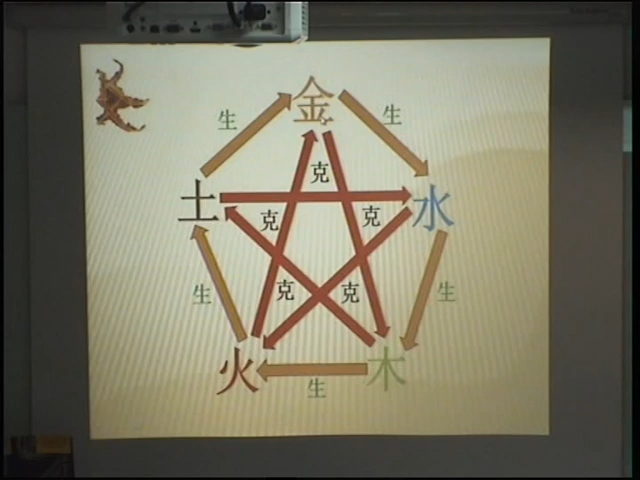 金
生 生
克
土 水
克 克
生 克 克 生
火 木
生